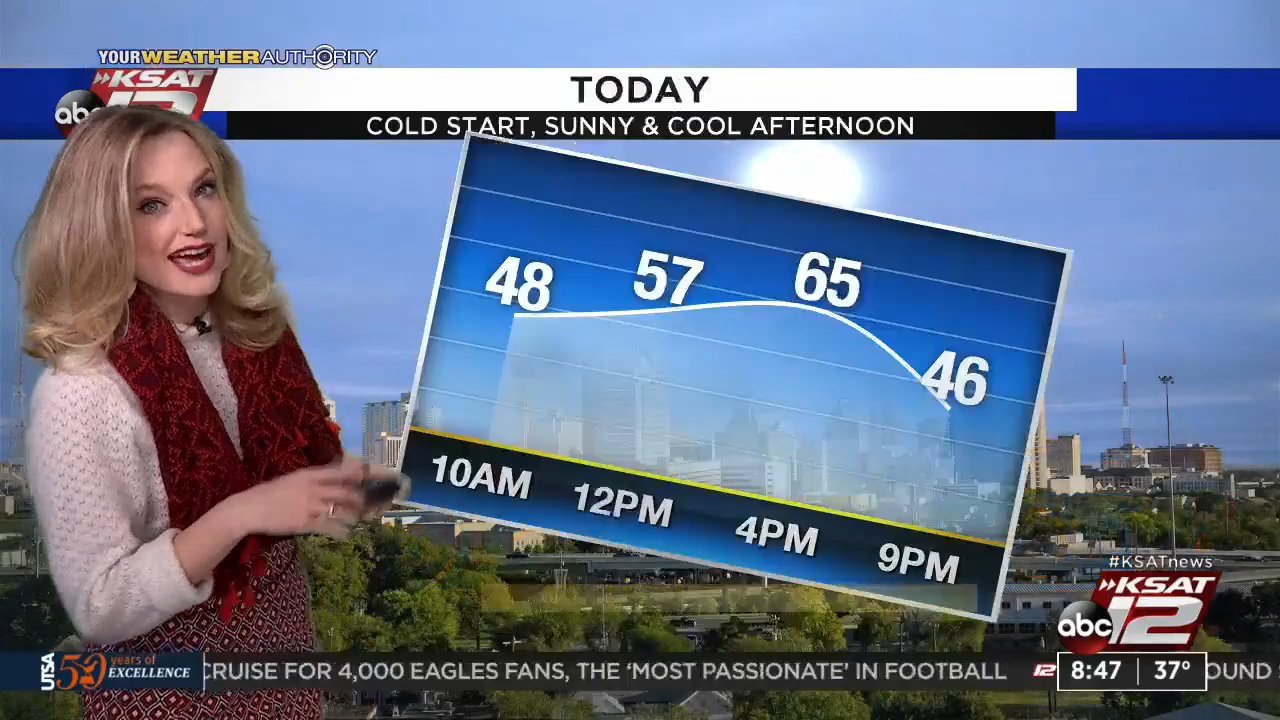 YOURWEATHERAUTHORITY
KSAT
abc
TODAY
COLD START, SUNNY & COOL AFTERNOON
48
57
65
46
10AM
12PM
4PM
9PM
#KSATnews
KSAT
abc 12
UTSA 50 years of EXCELLENCE
CRUISE FOR 4,000 EAGLES FANS, THE ‘MOST PASSIONATE’ IN FOOTBALL 12
8:47 37°